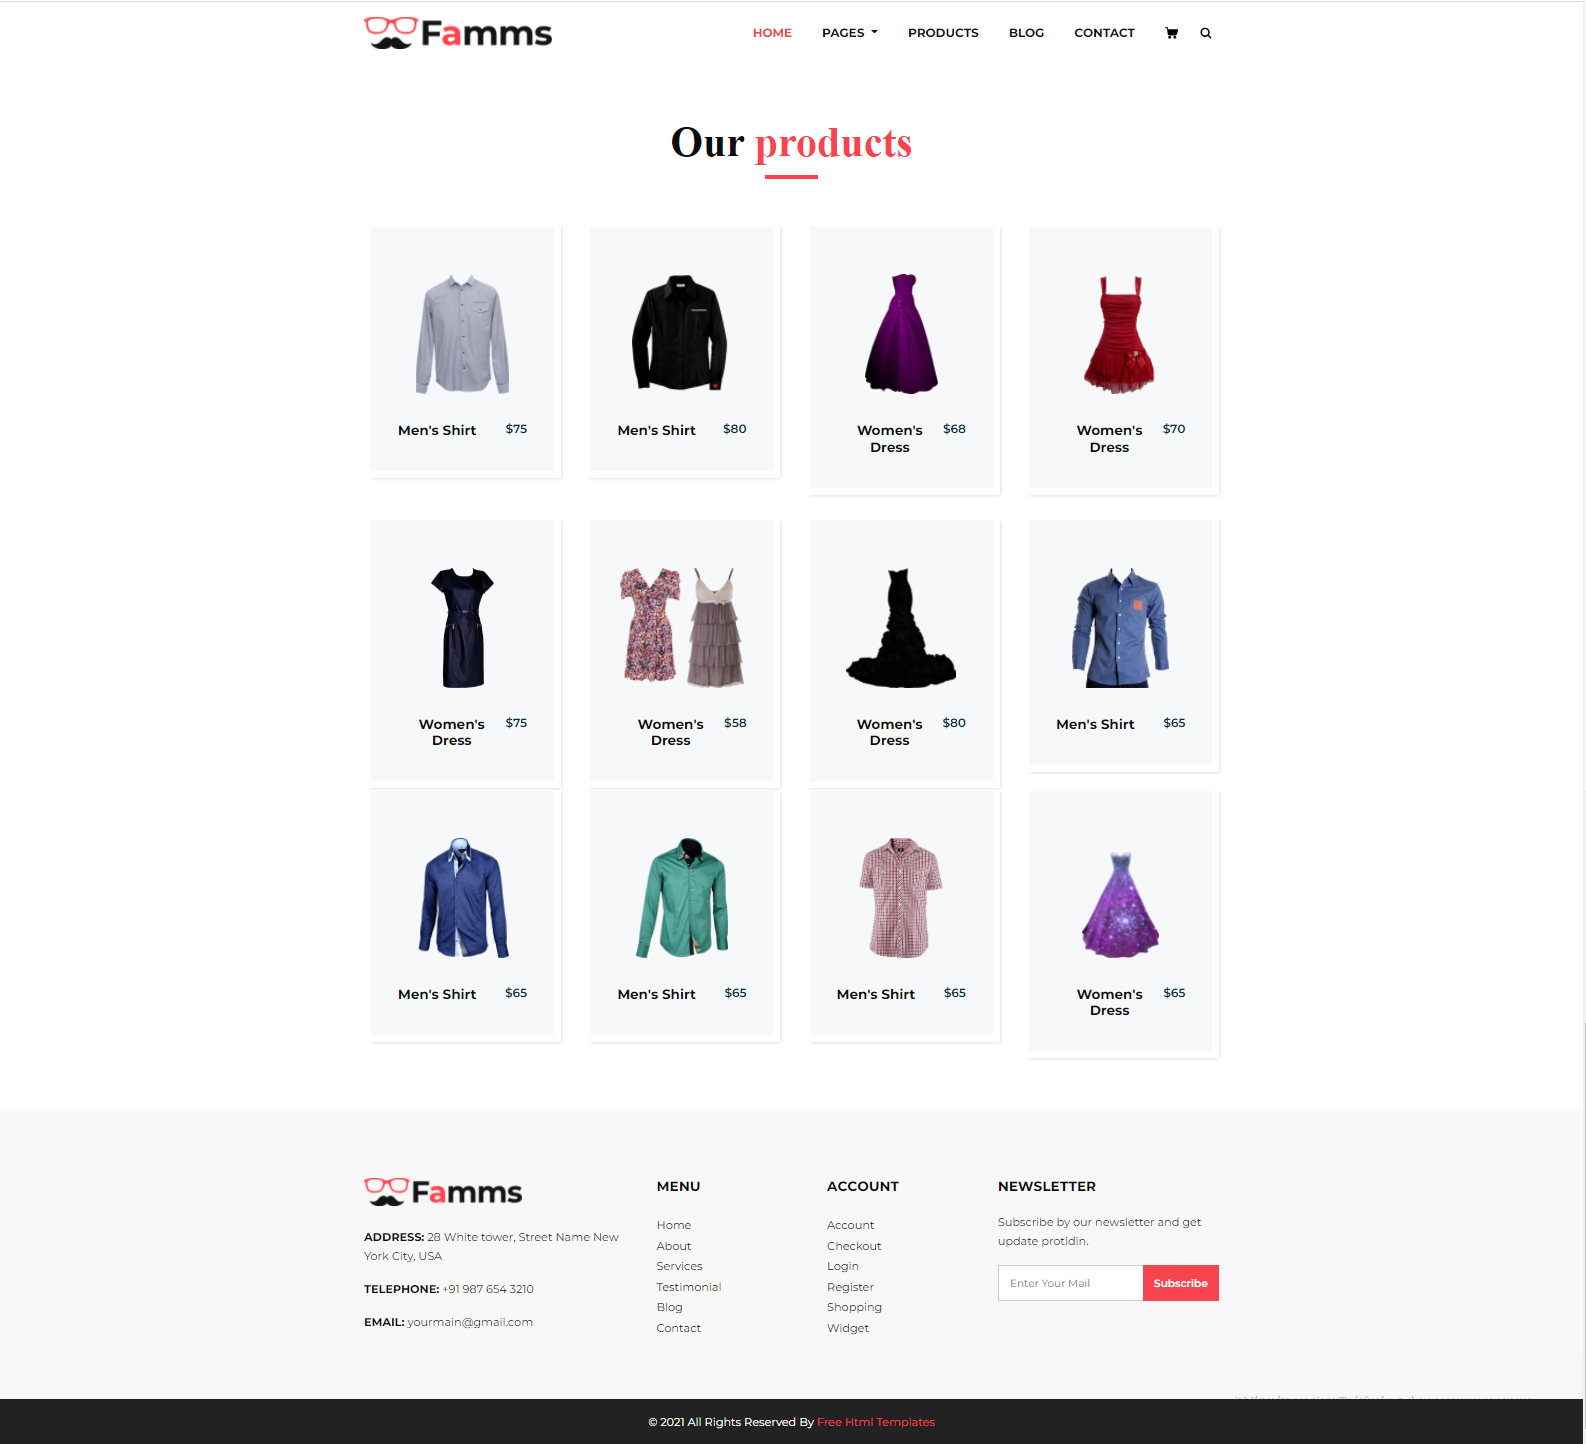 Famms
HOME PAGES PRODUCTS BLOG CONTACT
Our products
Men's Shirt $75
Men's Shirt $80
Women's $68
Dress
Women's $70
Dress
Women's $75
Dress
Women's $58
Dress
Women's $80
Dress
Men's Shirt $65
Men's Shirt $65
Men's Shirt $65
Men's Shirt $65
Women's $65
Dress
Famms
ADDRESS: 28 White tower, Street Name New
York City, USA
TELEPHONE: +91 987 654 3210
EMAIL: yourmain@gmail.com
MENU
Home
About
Services
Testimonial
Blog
Contact
ACCOUNT
Account
Checkout
Login
Register
Shopping
Widget
NEWSLETTER
Subscribe by our newsletter and get
update protidin.
Enter Your Mail Subscribe
© 2021 All Rights Reserved By Free Html Templates